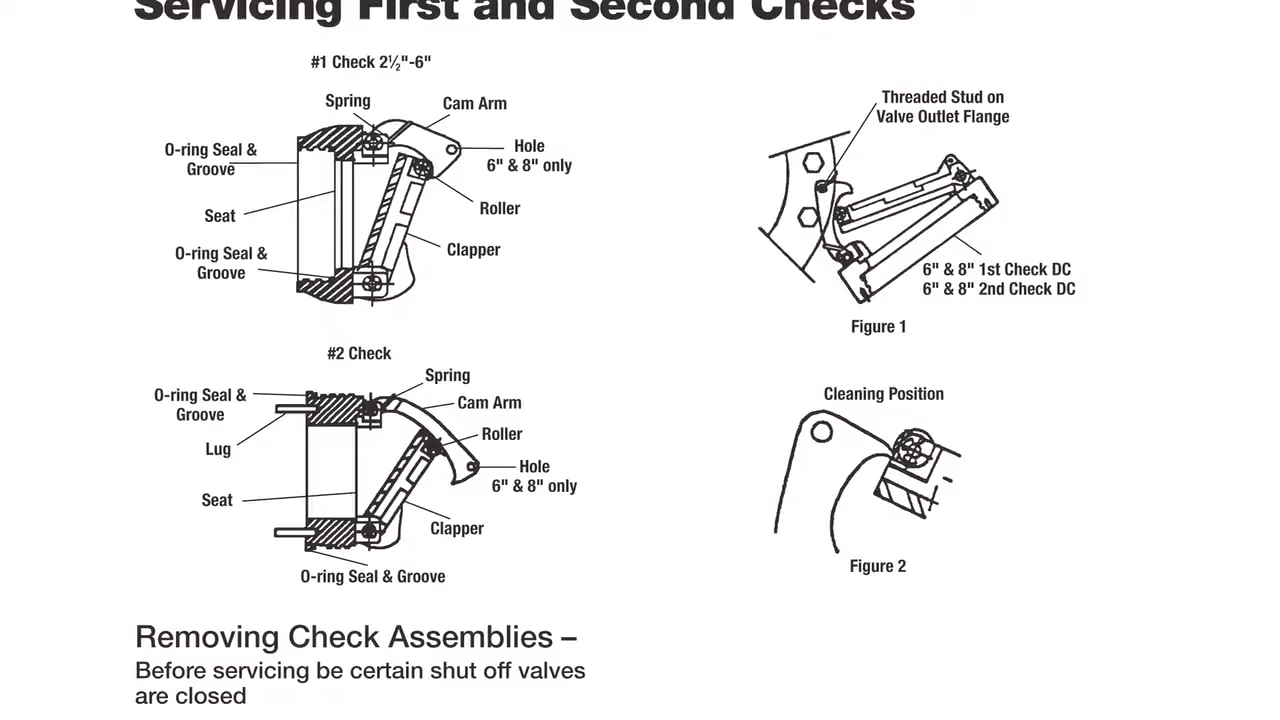 Servicing First and Second Checks
#1 Check 2½"-6"
Spring
Cam Arm
O-ring Seal &
Groove
Hole
6" & 8" only
Seat
Roller
O-ring Seal &
Groove
Clapper
Threaded Stud on
Valve Outlet Flange
6" & 8" 1st Check DC
6" & 8" 2nd Check DC
Figure 1
#2 Check
Spring
O-ring Seal &
Groove
Cam Arm
Lug
Roller
Hole
6" & 8" only
Seat
Clapper
O-ring Seal & Groove
Cleaning Position
Figure 2
Removing Check Assemblies –
Before servicing be certain shut off valves
are closed